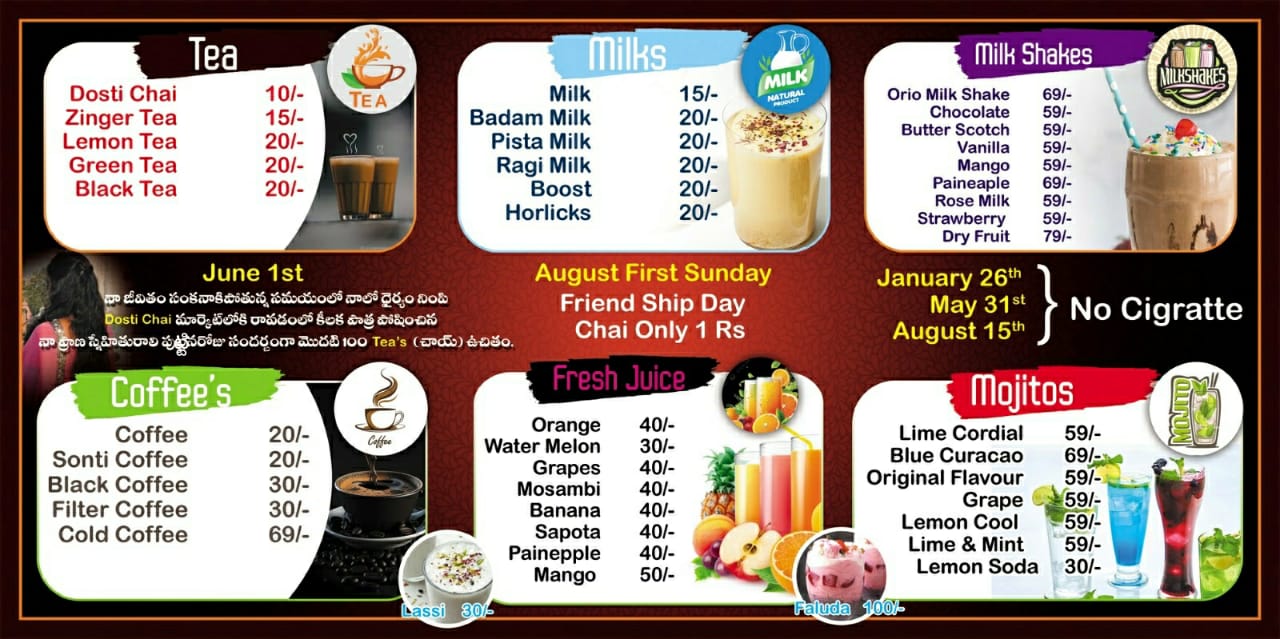 Tea
TEA
Dosti Chai 10/-
Zinger Tea 15/-
Lemon Tea 20/-
Green Tea 20/-
Black Tea 20/-
Milks
MILK
NATURAL
PRODUCT
Milk 15/-
Badam Milk 20/-
Pista Milk 20/-
Ragi Milk 20/-
Boost 20/-
Horlicks 20/-
Milk Shakes
MILKSHAKES
Orio Milk Shake 69/-
Chocolate 59/-
Butter Scotch 59/-
Vanilla 59/-
Mango 59/-
Paineaple 69/-
Rose Milk 59/-
Strawberry 59/-
Dry Fruit 79/-
June 1st
నా జీవితం సంకనాకిపోతున్న సమయంలో నాలో ధైర్యం నింపి
Dosti Chai మార్కెట్‌లోకి రావడంలో కీలక పాత్ర పోషించిన
నా ప్రాణ స్నేహితురాలి పుట్టినరోజు సందర్భంగా మొదటి 100 Tea's (చాయ్) ఉచితం.
August First Sunday
Friend Ship Day
Chai Only 1 Rs
January 26th
May 31st
August 15th
No Cigratte
Coffee's
Coffee
Coffee 20/-
Sonti Coffee 20/-
Black Coffee 30/-
Filter Coffee 30/-
Cold Coffee 69/-
Lassi 30/-
Fresh Juice
Orange 40/-
Water Melon 30/-
Grapes 40/-
Mosambi 40/-
Banana 40/-
Sapota 40/-
Painepple 40/-
Mango 50/-
Faluda 100/-
Mojitos
MOJITO
Lime Cordial 59/-
Blue Curacao 69/-
Original Flavour 59/-
Grape 59/-
Lemon Cool 59/-
Lime & Mint 59/-
Lemon Soda 30/-